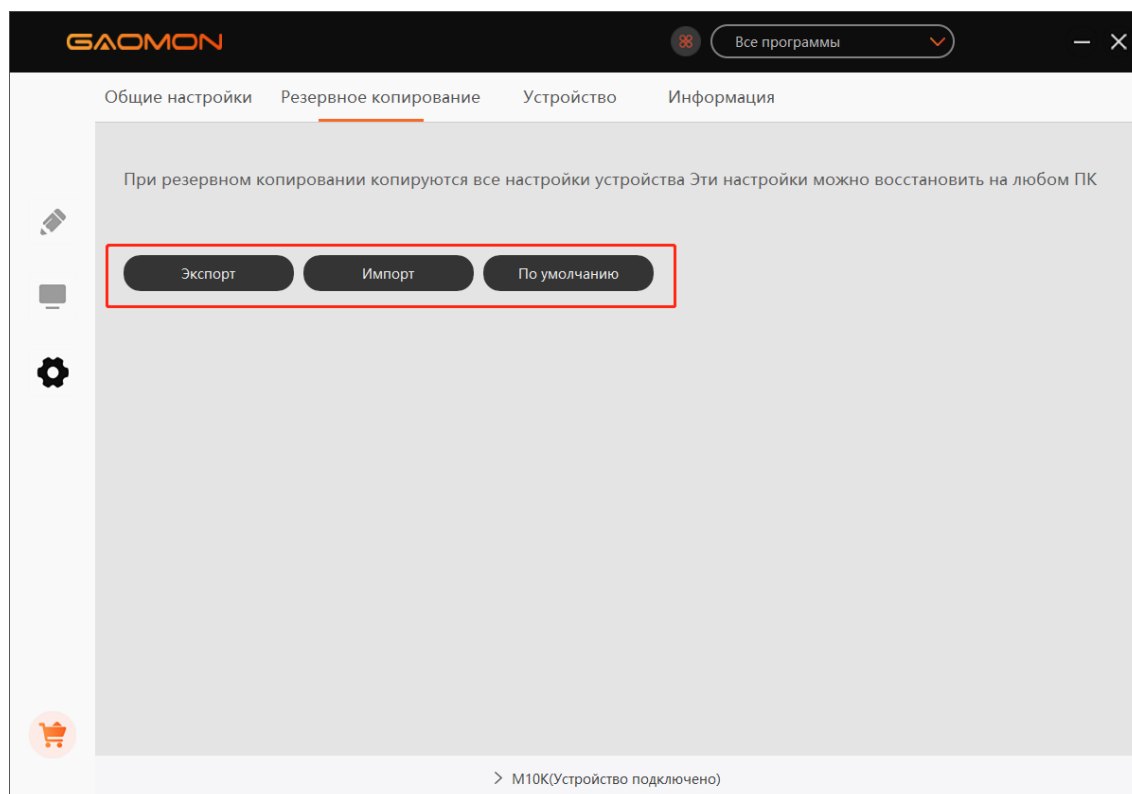 GAOMON
Все программы
Общие настройки Резервное копирование Устройство Информация
При резервном копировании копируются все настройки устройства Эти настройки можно восстановить на любом ПК
Экспорт Импорт По умолчанию
M10K(Устройство подключено)